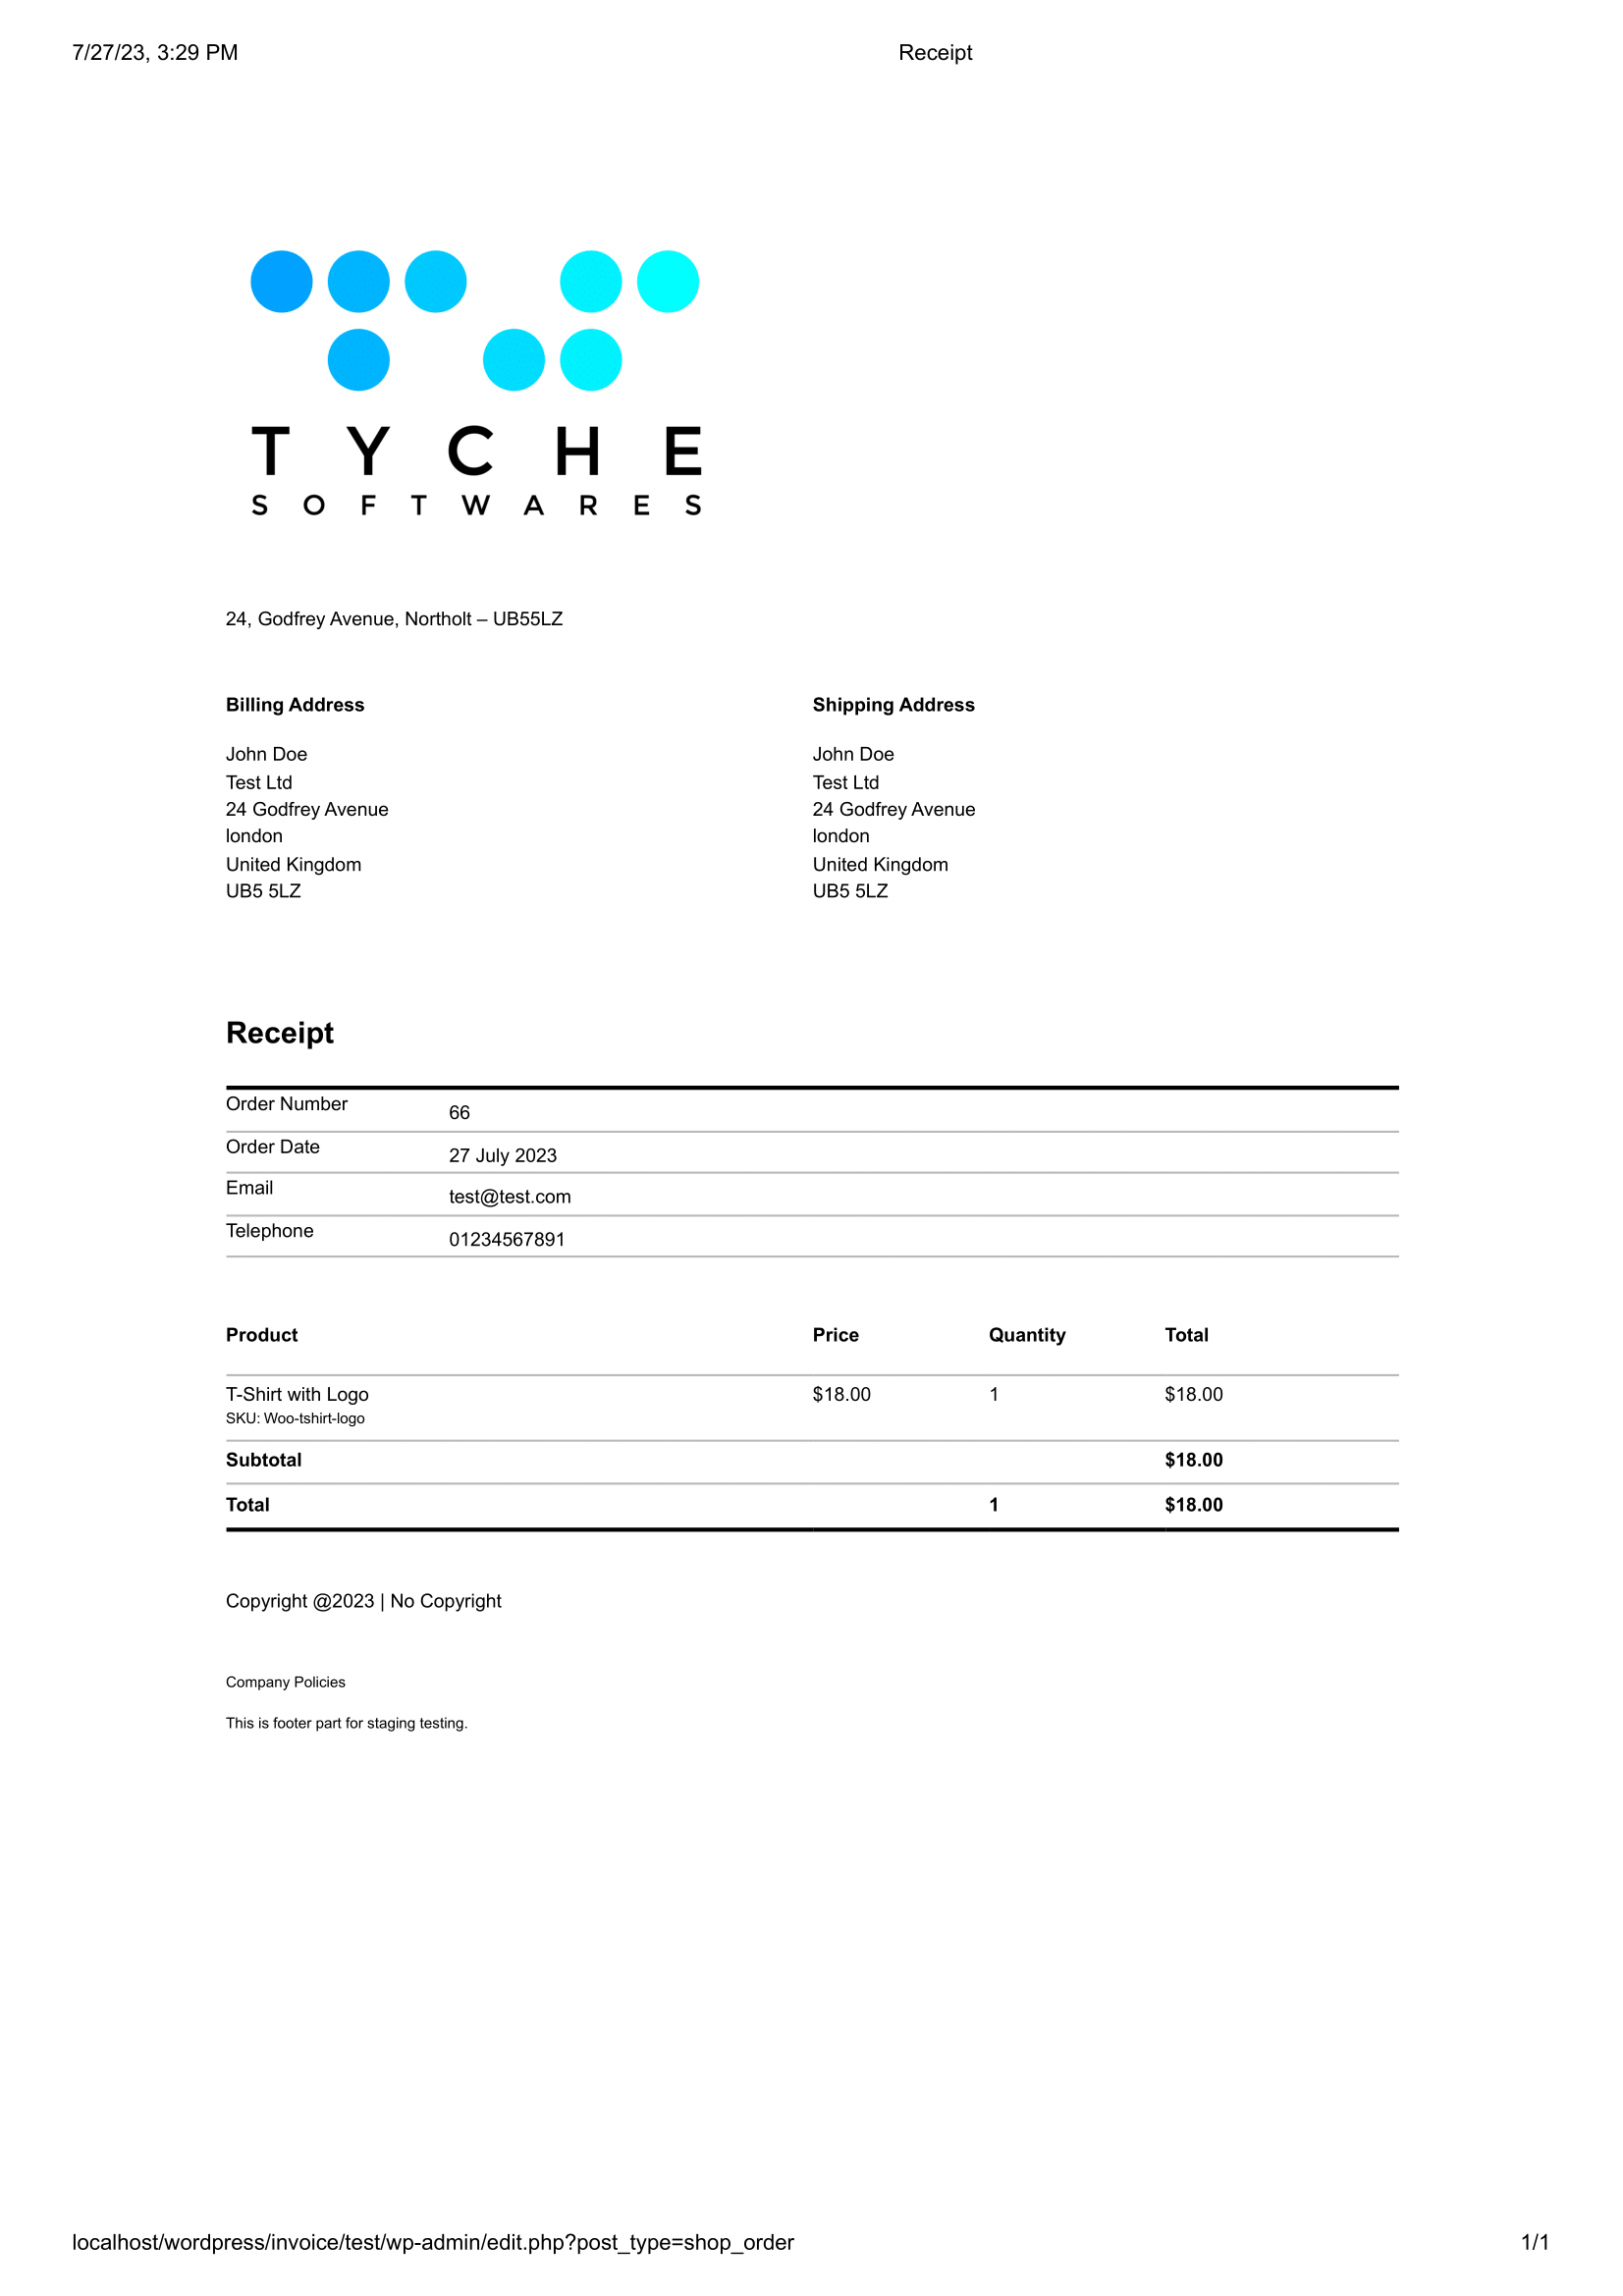 7/27/23, 3:29 PM Receipt
TYCHE
SOFTWARES
24, Godfrey Avenue, Northolt – UB55LZ
Billing Address Shipping Address
John Doe John Doe
Test Ltd Test Ltd
24 Godfrey Avenue 24 Godfrey Avenue
london london
United Kingdom United Kingdom
UB5 5LZ UB5 5LZ
Receipt
Order Number 66
Order Date 27 July 2023
Email test@test.com
Telephone 01234567891
Product Price Quantity Total
T-Shirt with Logo $18.00 1 $18.00
SKU: Woo-tshirt-logo
Subtotal $18.00
Total 1 $18.00
Copyright @2023 | No Copyright
Company Policies
This is footer part for staging testing.
localhost/wordpress/invoice/test/wp-admin/edit.php?post_type=shop_order 1/1